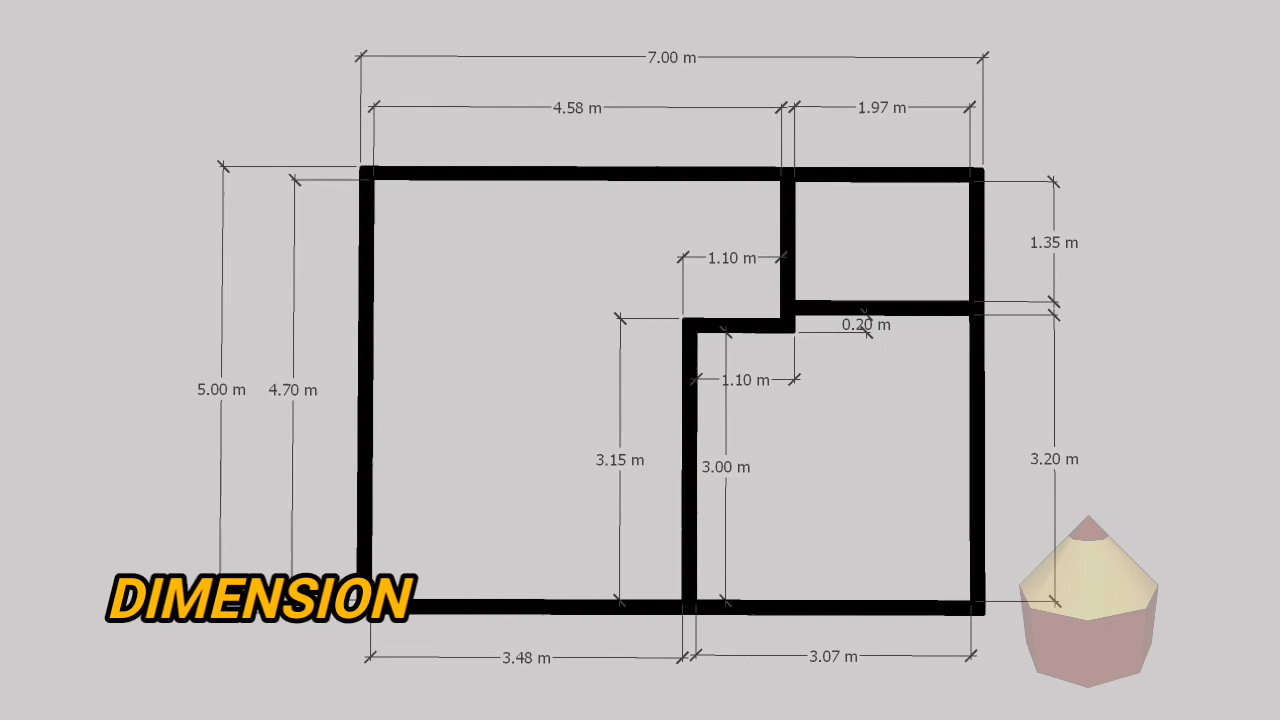 7.00 m
4.58 m
1.97 m
1.35 m
1.10 m
0.20 m
1.10 m
5.00 m
4.70 m
3.15 m
3.00 m
3.20 m
DIMENSION
3.48 m
3.07 m